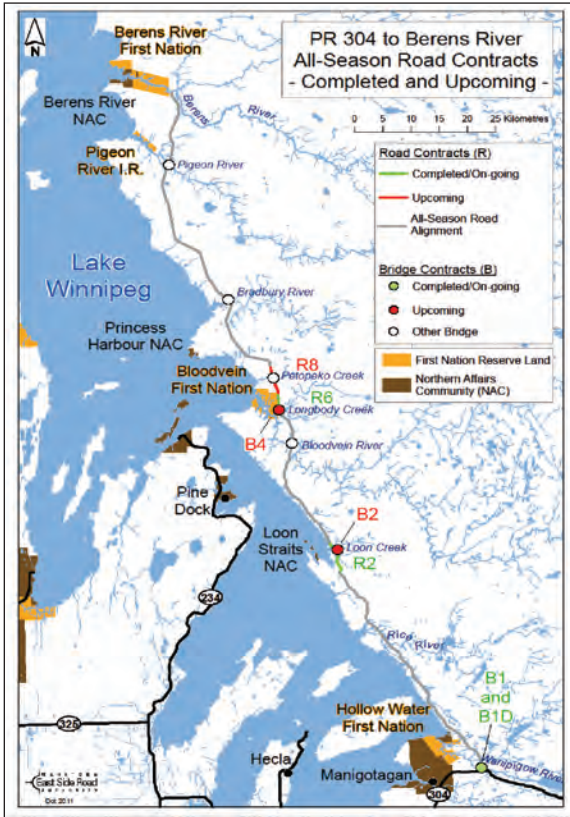 PR 304 to Berens River
All-Season Road Contracts
- Completed and Upcoming -
0 5 10 15 20 25 Kilometres
Road Contracts (R)
Completed/On-going
Upcoming
All-Season Road
Alignment
Bridge Contracts (B)
Completed/On-going
Upcoming
Other Bridge
First Nation Reserve Land
Northern Affairs
Community (NAC)
N
Berens River
First Nation
Berens River
NAC
Berens
River
Pigeon
River I.R.
Pigeon River
Lake
Winnipeg
Bradbury River
Princess
Harbour NAC
R8
Petopeko Creek
Bloodvein
First Nation
R6
Longbody Creek
B4
Bloodvein River
Pine
Dock
B2
Loon
Straits
NAC
Loon Creek
R2
234
Rice River
B1
and
B1D
Hollow Water
First Nation
325
Hecla
Wanipigow River
Manigotagan
304
East Side Road
Oct 2011